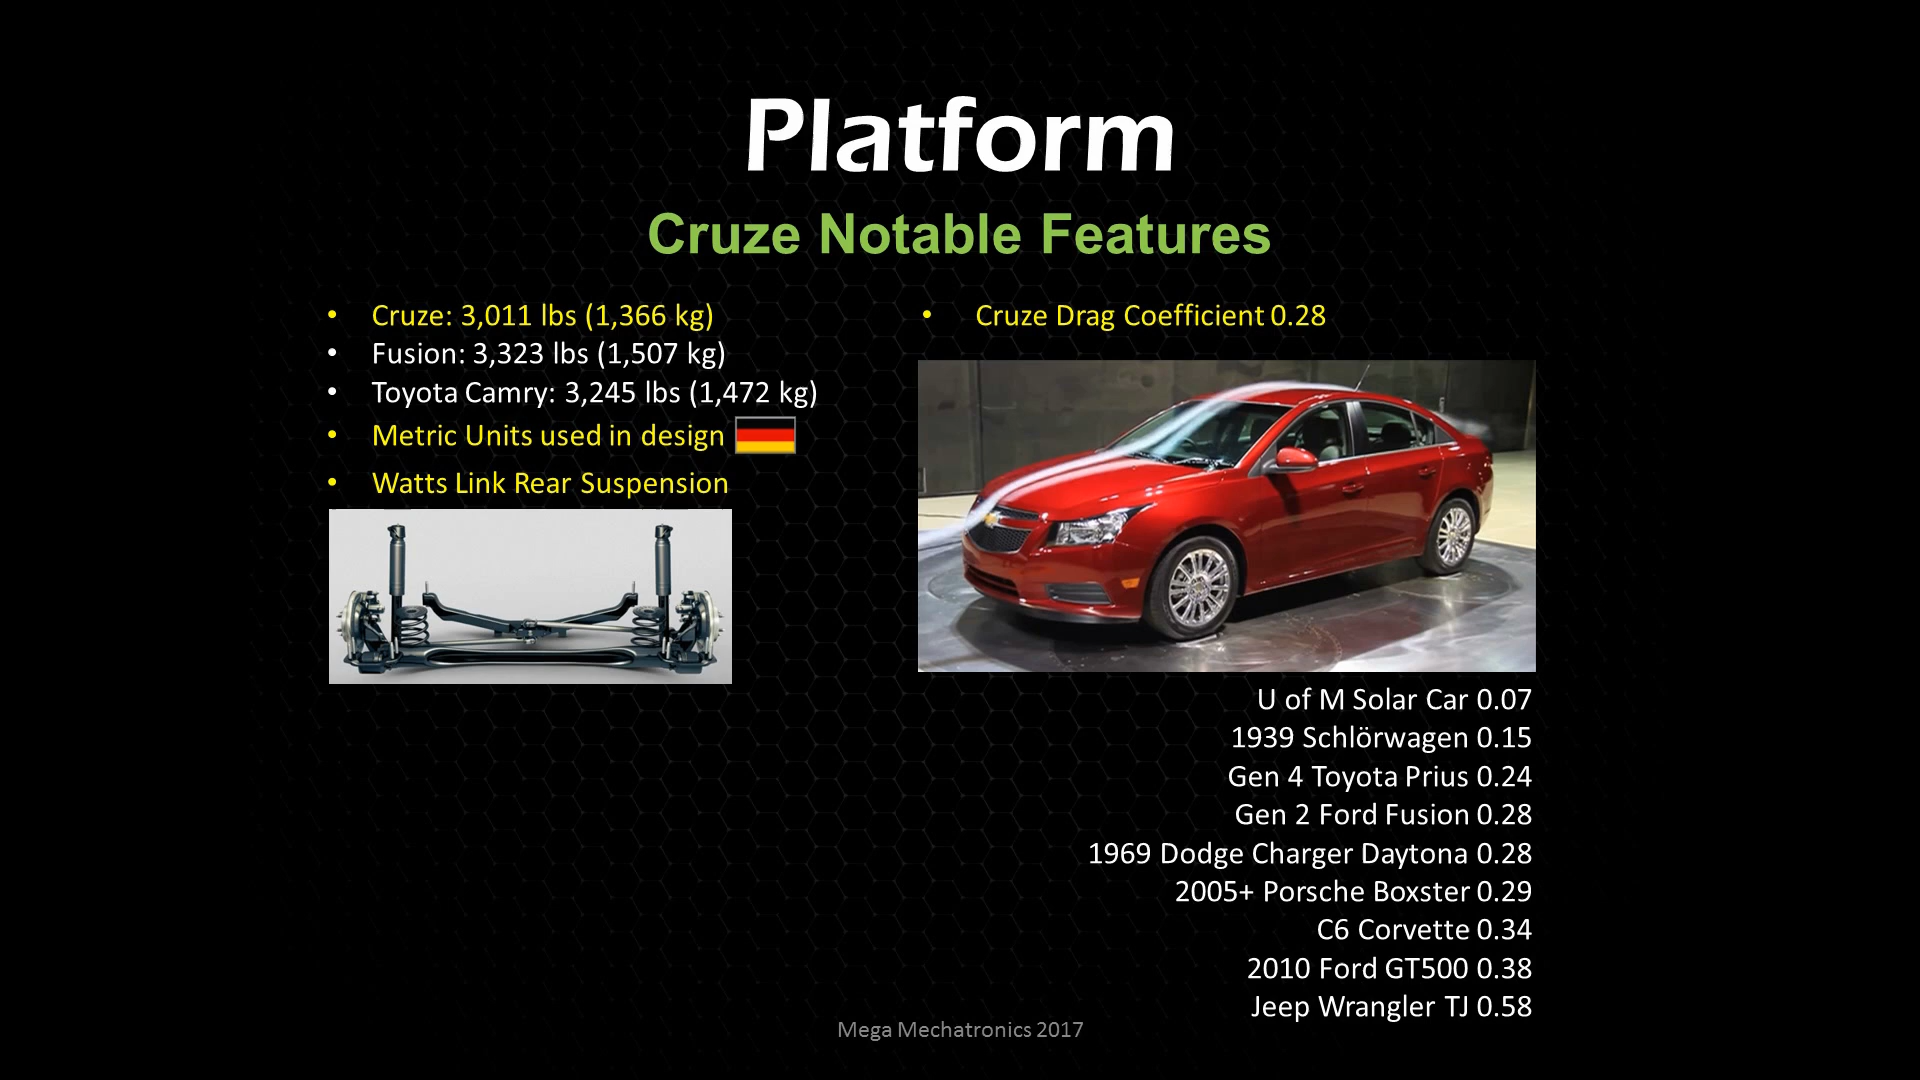 Platform
Cruze Notable Features
• Cruze: 3,011 lbs (1,366 kg)
• Fusion: 3,323 lbs (1,507 kg)
• Toyota Camry: 3,245 lbs (1,472 kg)
• Metric Units used in design
• Watts Link Rear Suspension
• Cruze Drag Coefficient 0.28
U of M Solar Car 0.07
1939 Schlörwagen 0.15
Gen 4 Toyota Prius 0.24
Gen 2 Ford Fusion 0.28
1969 Dodge Charger Daytona 0.28
2005+ Porsche Boxster 0.29
C6 Corvette 0.34
2010 Ford GT500 0.38
Jeep Wrangler TJ 0.58
Mega Mechatronics 2017